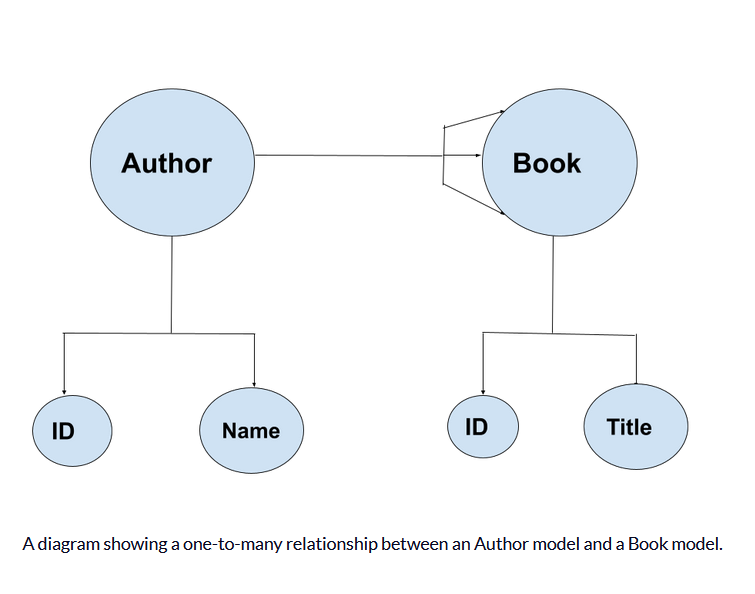 Author
Book
ID
Name
ID
Title
A diagram showing a one-to-many relationship between an Author model and a Book model.